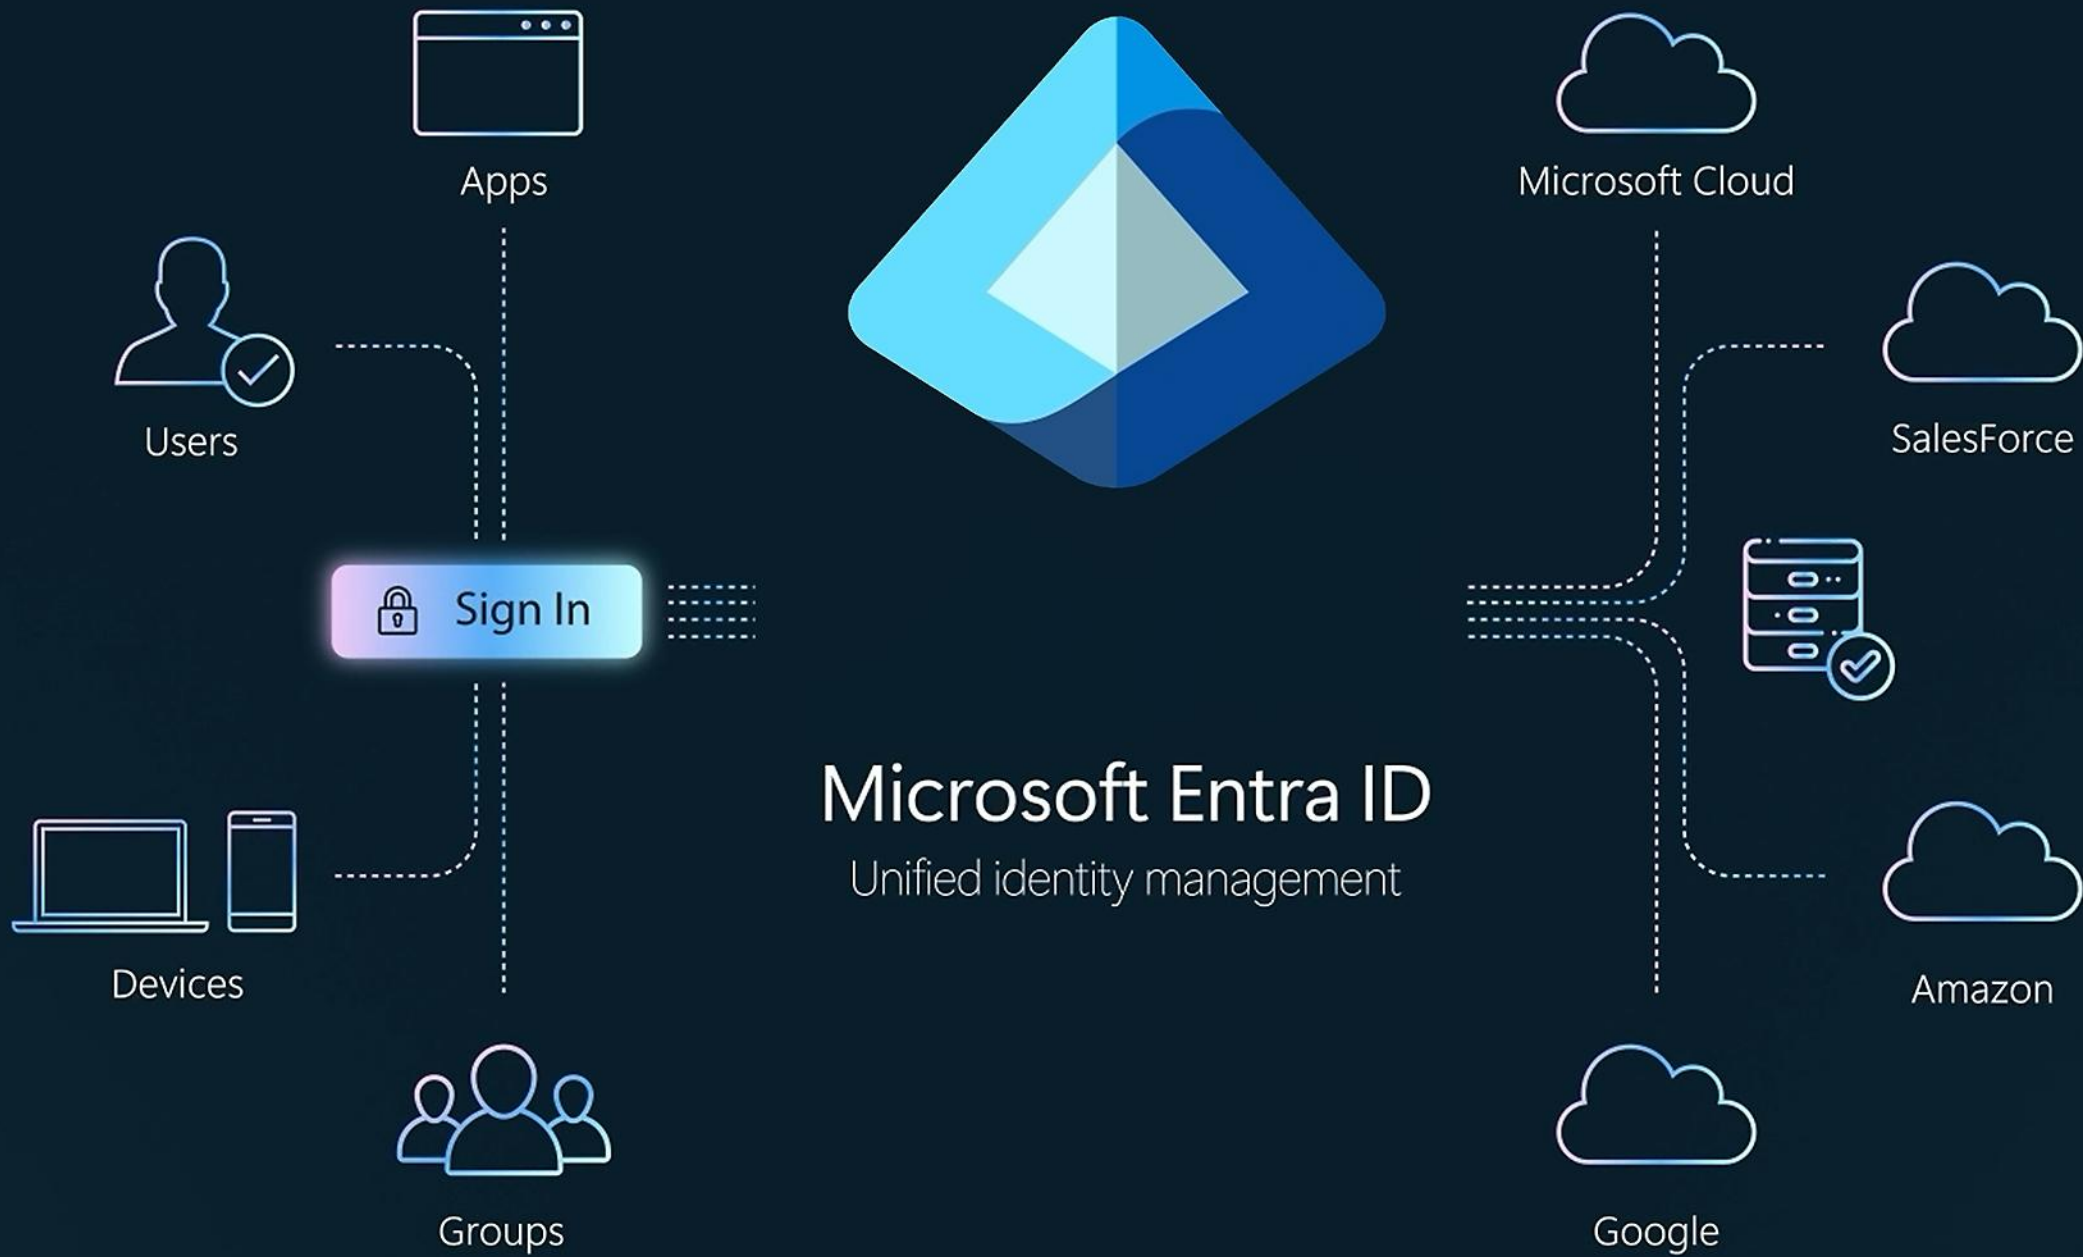 Apps
Microsoft Cloud
Users
SalesForce
Sign In
Microsoft Entra ID
Unified identity management
Devices
Amazon
Groups
Google